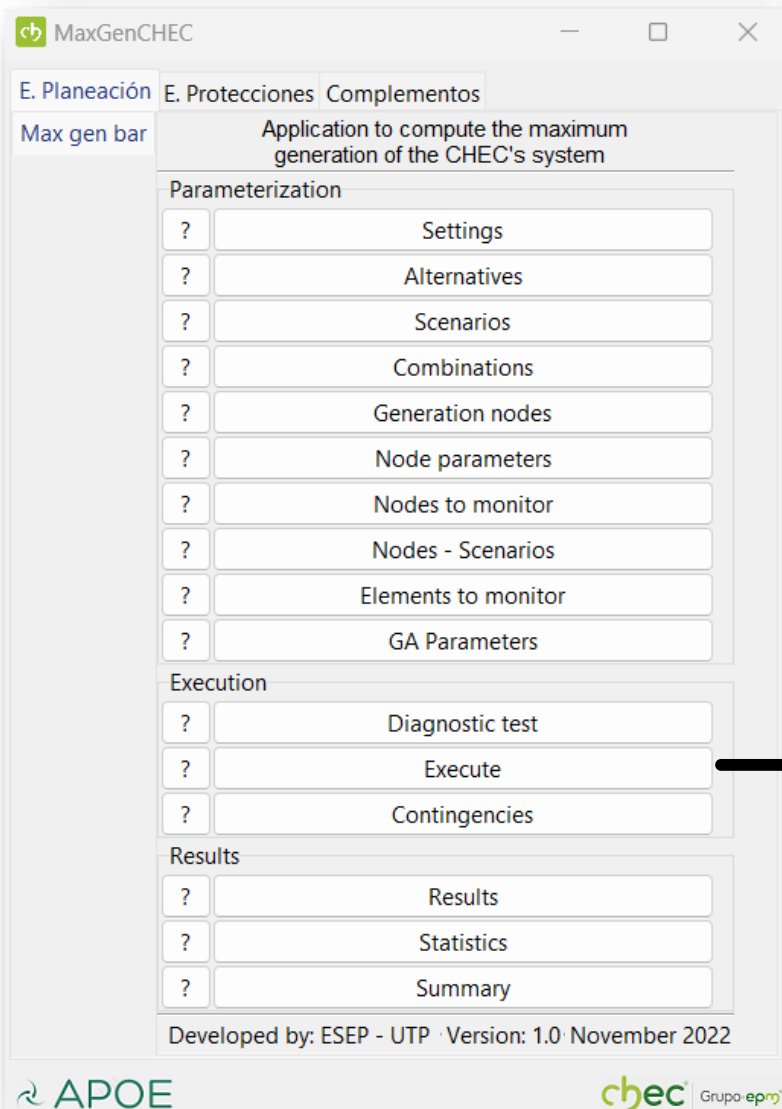 MaxGenCHEC
E. Planeación E. Protecciones Complementos
Max gen bar
Application to compute the maximum
generation of the CHEC's system
Parameterization
? Settings
? Alternatives
? Scenarios
? Combinations
? Generation nodes
? Node parameters
? Nodes to monitor
? Nodes - Scenarios
? Elements to monitor
? GA Parameters
Execution
? Diagnostic test
? Execute
? Contingencies
Results
? Results
? Statistics
? Summary
Developed by: ESEP - UTP Version: 1.0 November 2022
APOE chec Grupo·epm